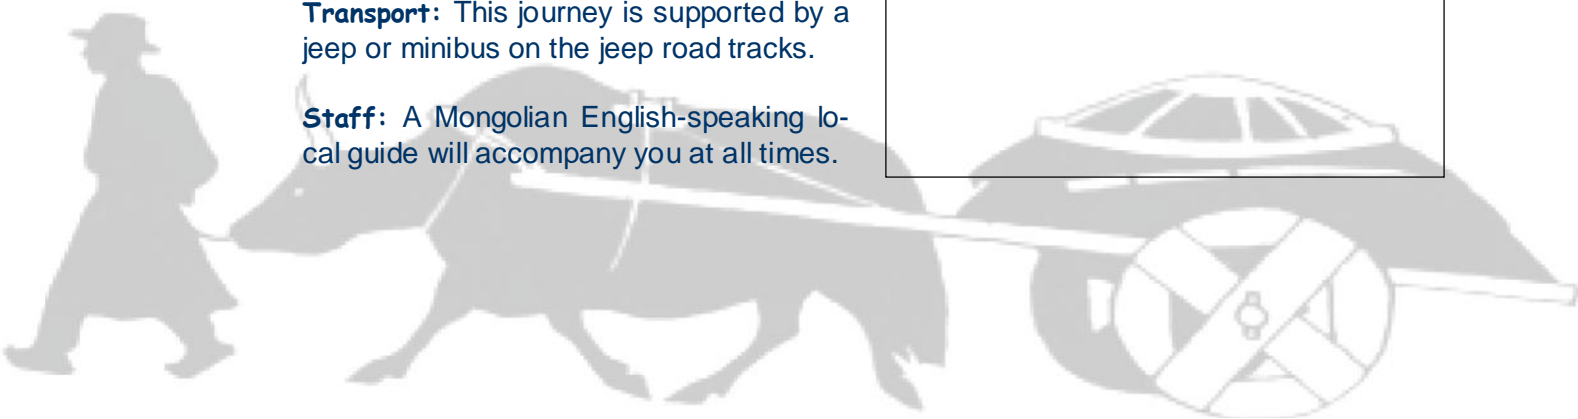 Transport: This journey is supported by a
jeep or minibus on the jeep road tracks.
Staff: A Mongolian English-speaking lo-
cal guide will accompany you at all times.